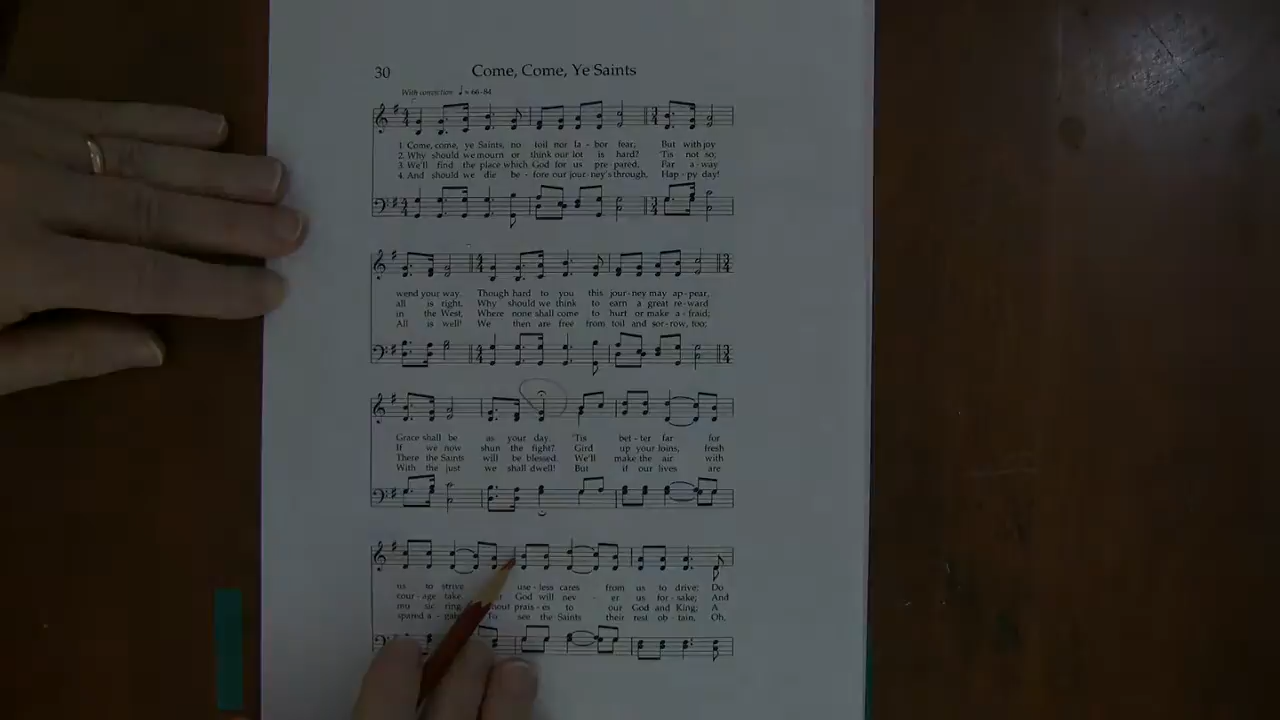 30 Come, Come, Ye Saints
With conviction ♩= 66-84
1. Come, come, ye Saints, no toil nor la - bor fear; But with joy
2. Why should we mourn or think our lot is hard? 'Tis not so;
3. We'll find the place which God for us pre - pared, Far a - way
4. And should we die be - fore our jour - ney's through, Hap - py day!
wend your way. Though hard to you this jour - ney may ap - pear,
all is right. Why should we think to earn a great re - ward
in the West, Where none shall come to hurt or make a - fraid;
All is well! We then are free from toil and sor - row, too;
Grace shall be as your day. 'Tis bet - ter far for
If we now shun the fight? Gird up your loins; fresh
There the Saints will be blessed. We'll make the air with
With the just we shall dwell! But if our lives are
us to strive use - less cares from us to drive; Do
cour - age take. God will nev - er us for - sake; And
mu - sic ring, prais - es to our God and King; A
spared a - To see the Saints their rest ob - tain, Oh,